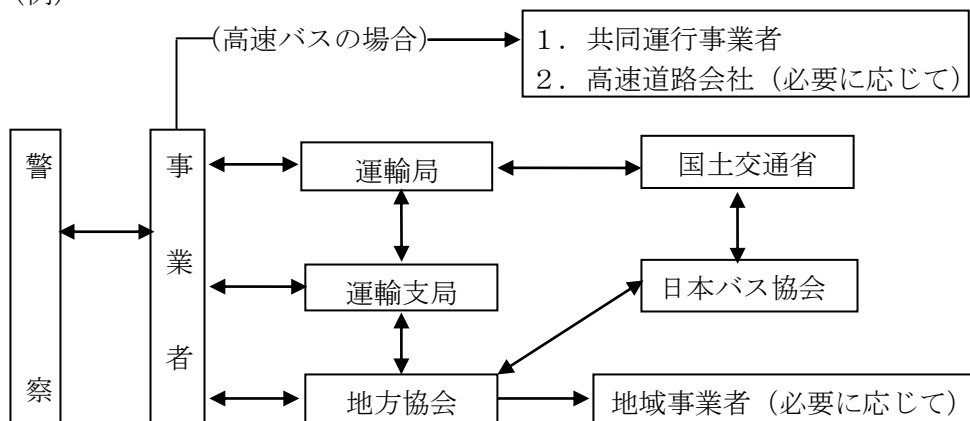 (例)
(高速バスの場合)
１．共同運行事業者
２．高速道路会社（必要に応じて）
警察
事業者
運輸局
国土交通省
運輸支局
日本バス協会
地方協会
地域事業者（必要に応じて）